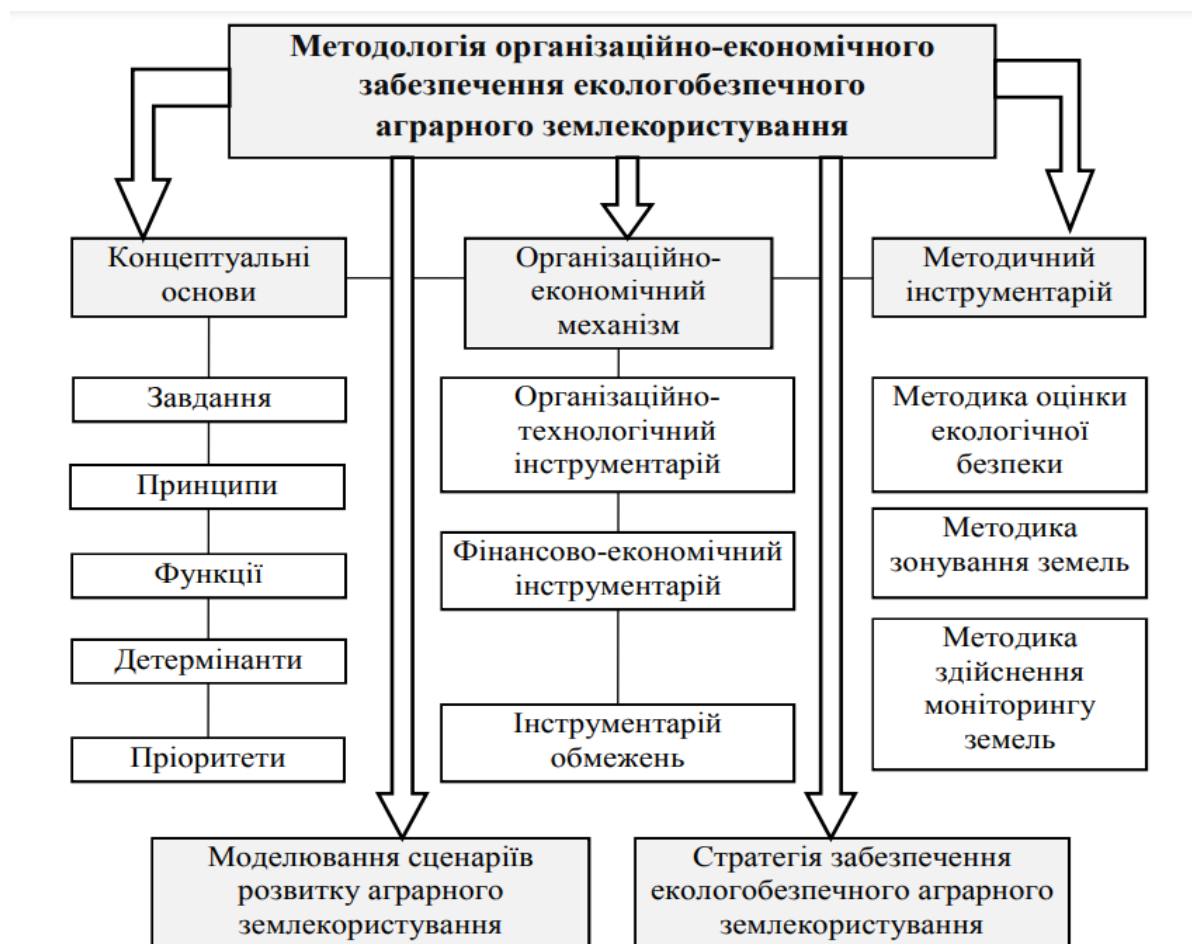 Методологія організаційно-економічного
забезпечення екологобезпечного
аграрного землекористування
Концептуальні
основи
Організаційно-
економічний
механізм
Методичний
інструментарій
Завдання
Принципи
Функції
Детермінанти
Пріоритети
Організаційно-
технологічний
інструментарій
Фінансово-економічний
інструментарій
Інструментарій
обмежень
Методика оцінки
екологічної
безпеки
Методика
зонування земель
Методика
здійснення
моніторингу
земель
Моделювання сценаріїв
розвитку аграрного
землекористування
Стратегія забезпечення
екологобезпечного аграрного
землекористування